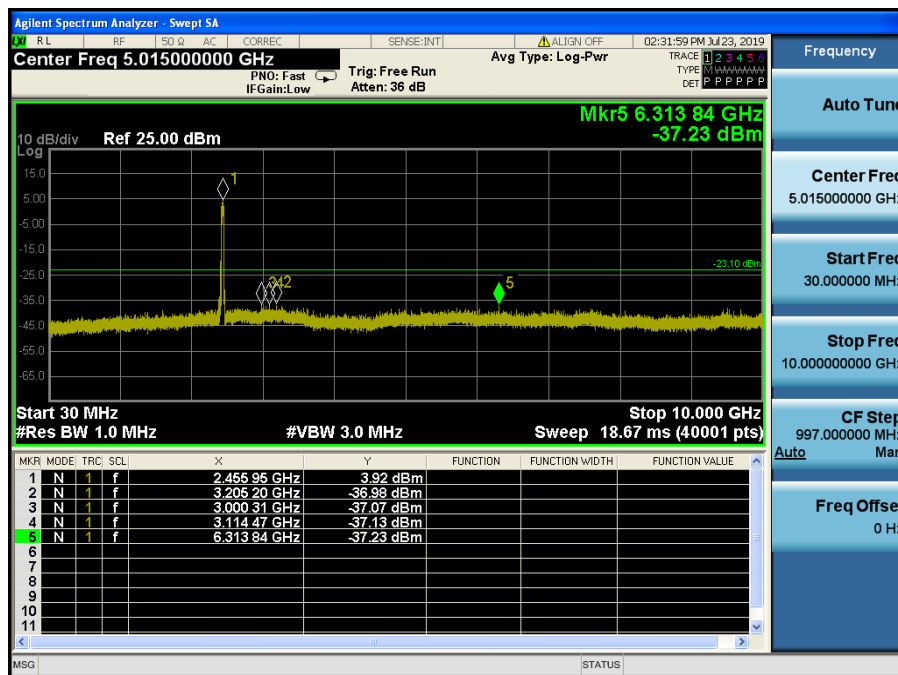 Agilent Spectrum Analyzer - Swept SA
LXI RL RF 50 Ω AC CORREC SENSE:INT ALIGN OFF 02:31:59 PM Jul 23, 2019
Center Freq 5.015000000 GHz
PNO: Fast
IFGain:Low
Trig: Free Run
Atten: 36 dB
Avg Type: Log-Pwr
TRACE 1 2 3 4 5 6
TYPE M W W W W W
DET P P P P P P
Mkr5 6.313 84 GHz
-37.23 dBm
10 dB/div Ref 25.00 dBm
Log
15.0
5.00
-5.00
-15.0
-25.0
-35.0
-45.0
-55.0
-65.0
1
342
5
-23.10 dBm
Start 30 MHz Stop 10.000 GHz
#Res BW 1.0 MHz #VBW 3.0 MHz Sweep 18.67 ms (40001 pts)
MKR MODE TRC SCL X Y FUNCTION FUNCTION WIDTH FUNCTION VALUE
1 N 1 f 2.455 95 GHz 3.92 dBm
2 N 1 f 3.205 20 GHz -36.98 dBm
3 N 1 f 3.000 31 GHz -37.07 dBm
4 N 1 f 3.114 47 GHz -37.13 dBm
5 N 1 f 6.313 84 GHz -37.23 dBm
6
7
8
9
10
11
MSG STATUS
Frequency
Auto Tune
Center Freq
5.015000000 GHz
Start Freq
30.000000 MHz
Stop Freq
10.000000000 GHz
CF Step
997.000000 MHz
Auto Man
Freq Offset
0 Hz